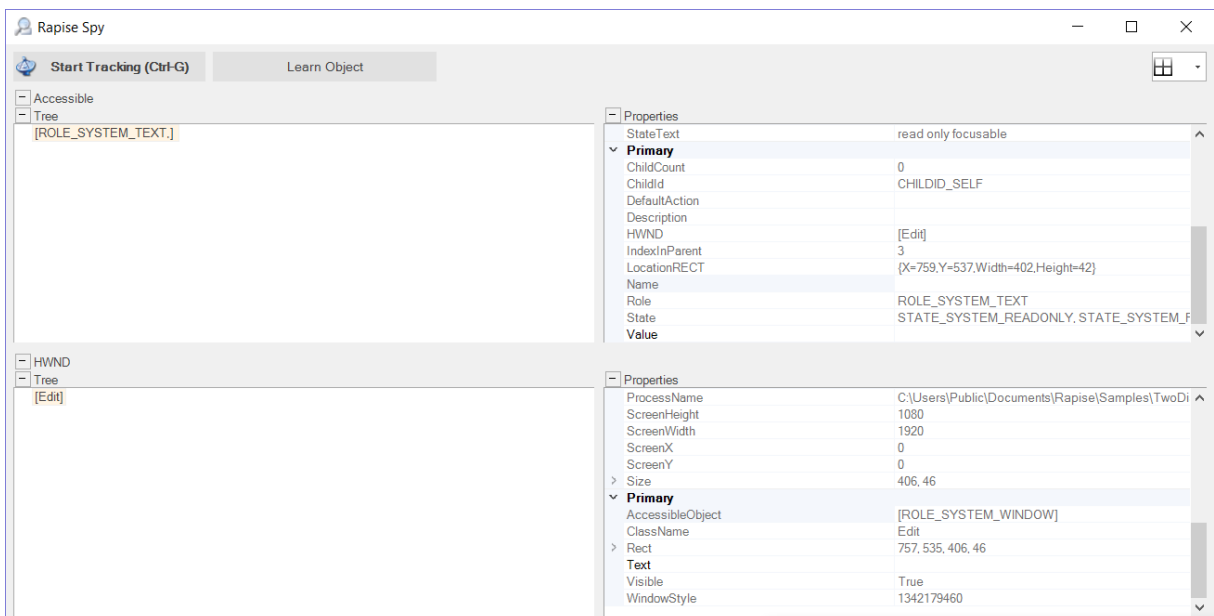 Rapise Spy
Start Tracking (Ctrl-G) Learn Object
Accessible
Tree
[ROLE_SYSTEM_TEXT,]
Properties
StateText read only focusable
Primary
ChildCount 0
ChildId CHILDID_SELF
DefaultAction
Description
HWND [Edit]
IndexInParent 3
LocationRECT {X=759,Y=537,Width=402,Height=42}
Name
Role ROLE_SYSTEM_TEXT
State STATE_SYSTEM_READONLY, STATE_SYSTEM_F
Value
HWND
Tree
[Edit]
Properties
ProcessName C:\Users\Public\Documents\Rapise\Samples\TwoDi
ScreenHeight 1080
ScreenWidth 1920
ScreenX 0
ScreenY 0
Size 406, 46
Primary
AccessibleObject [ROLE_SYSTEM_WINDOW]
ClassName Edit
Rect 757, 535, 406, 46
Text
Visible True
WindowStyle 1342179460